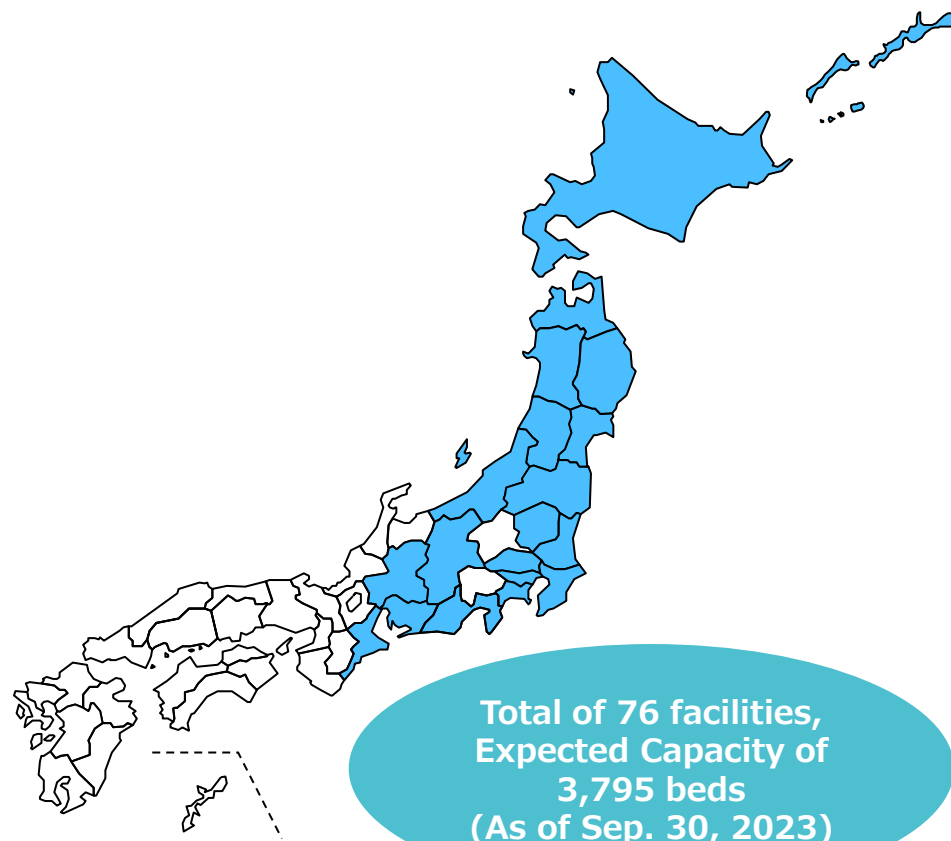 Total of 76 facilities,
Expected Capacity of
3,795 beds
(As of Sep. 30, 2023)